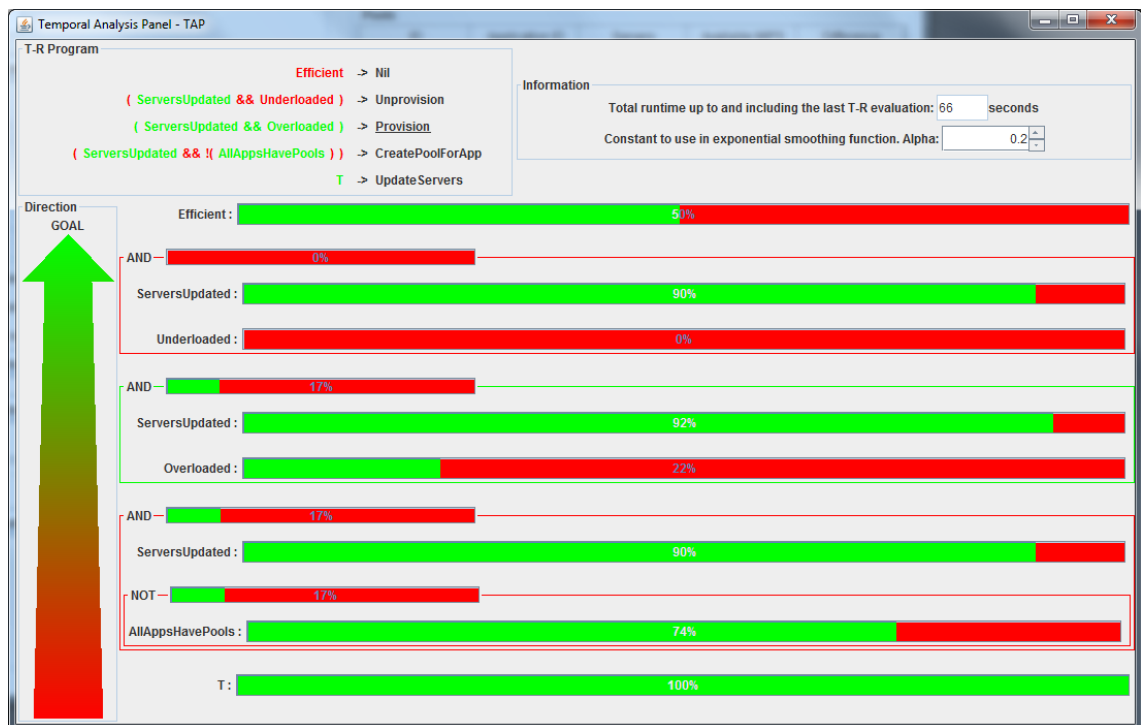 Temporal Analysis Panel - TAP
T-R Program
Efficient -> Nil
( ServersUpdated && Underloaded ) -> Unprovision
( ServersUpdated && Overloaded ) -> Provision
( ServersUpdated && !( AllAppsHavePools ) ) -> CreatePoolForApp
T -> UpdateServers
Information
Total runtime up to and including the last T-R evaluation: 66 seconds
Constant to use in exponential smoothing function. Alpha: 0.2
Direction
GOAL
Efficient : 50%
AND 0%
ServersUpdated : 90%
Underloaded : 0%
AND 17%
ServersUpdated : 92%
Overloaded : 22%
AND 17%
ServersUpdated : 90%
NOT 17%
AllAppsHavePools : 74%
T : 100%